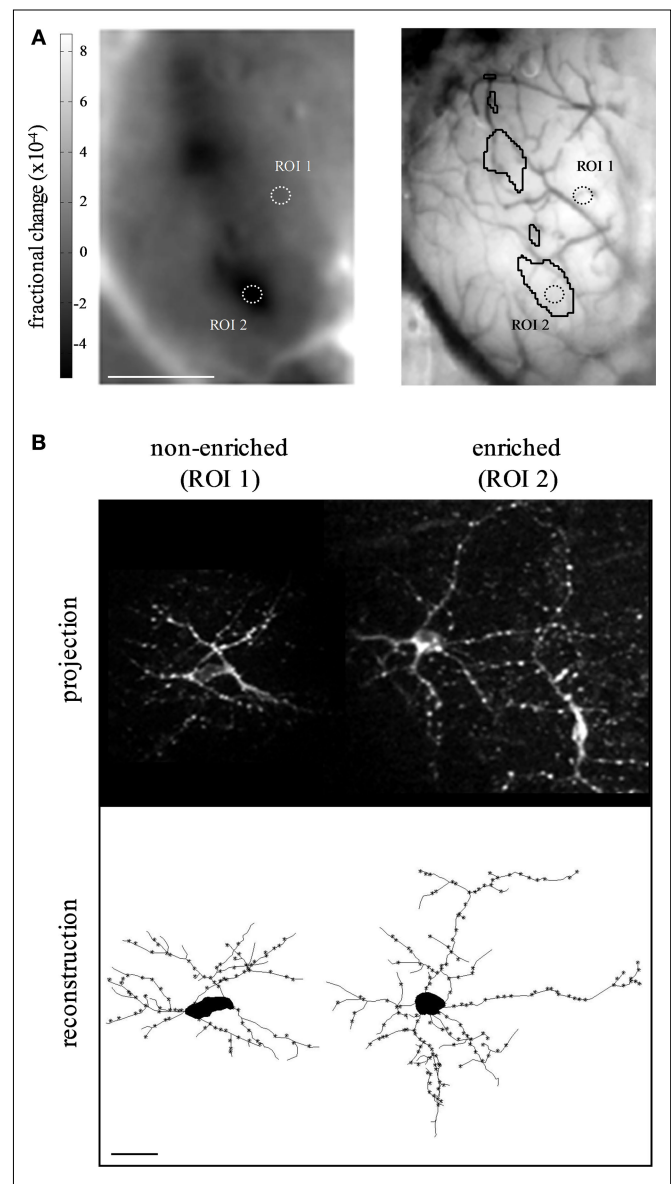 A
fractional change (x10⁻⁴)
8
6
4
2
0
-2
-4
ROI 1
ROI 2
ROI 1
ROI 2
B
non-enriched
(ROI 1)
enriched
(ROI 2)
projection
reconstruction